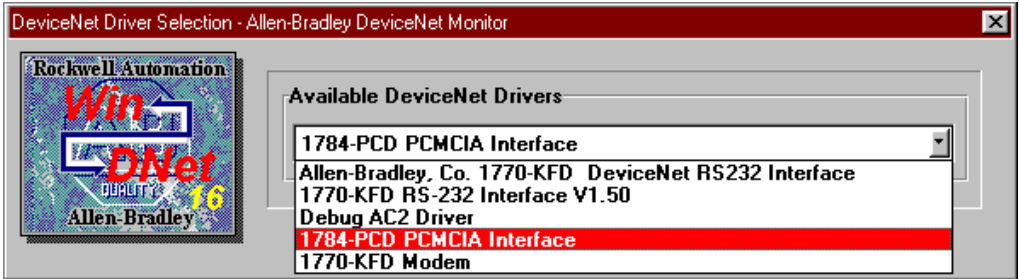 DeviceNet Driver Selection - Allen-Bradley DeviceNet Monitor
Rockwell Automation
Win
DNet
QUALITY
16
Allen-Bradley
Available DeviceNet Drivers
1784-PCD PCMCIA Interface
Allen-Bradley, Co. 1770-KFD DeviceNet RS232 Interface
1770-KFD RS-232 Interface V1.50
Debug AC2 Driver
1784-PCD PCMCIA Interface
1770-KFD Modem